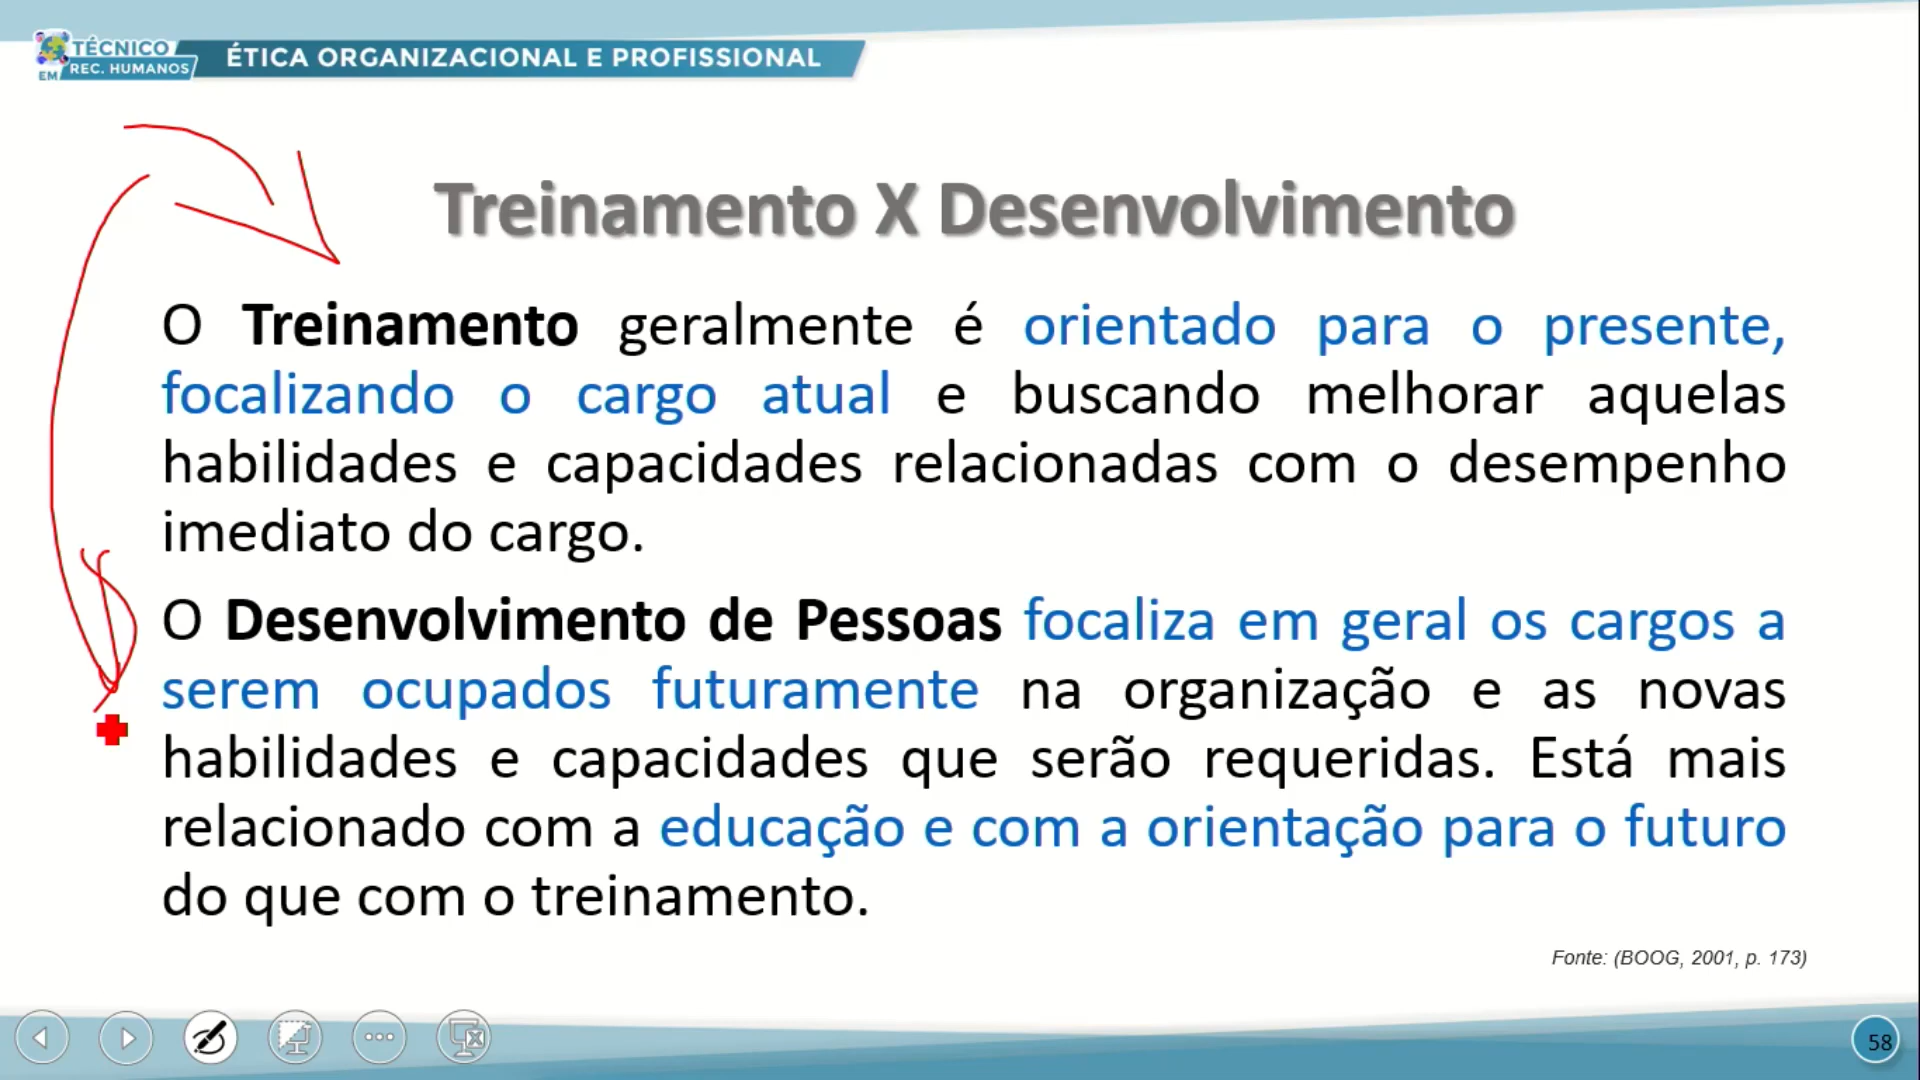 TÉCNICO
EM REC. HUMANOS
ÉTICA ORGANIZACIONAL E PROFISSIONAL
Treinamento X Desenvolvimento
O Treinamento geralmente é orientado para o presente,
focalizando o cargo atual e buscando melhorar aquelas
habilidades e capacidades relacionadas com o desempenho
imediato do cargo.
O Desenvolvimento de Pessoas focaliza em geral os cargos a
serem ocupados futuramente na organização e as novas
habilidades e capacidades que serão requeridas. Está mais
relacionado com a educação e com a orientação para o futuro
do que com o treinamento.
Fonte: (BOOG, 2001, p. 173)
58